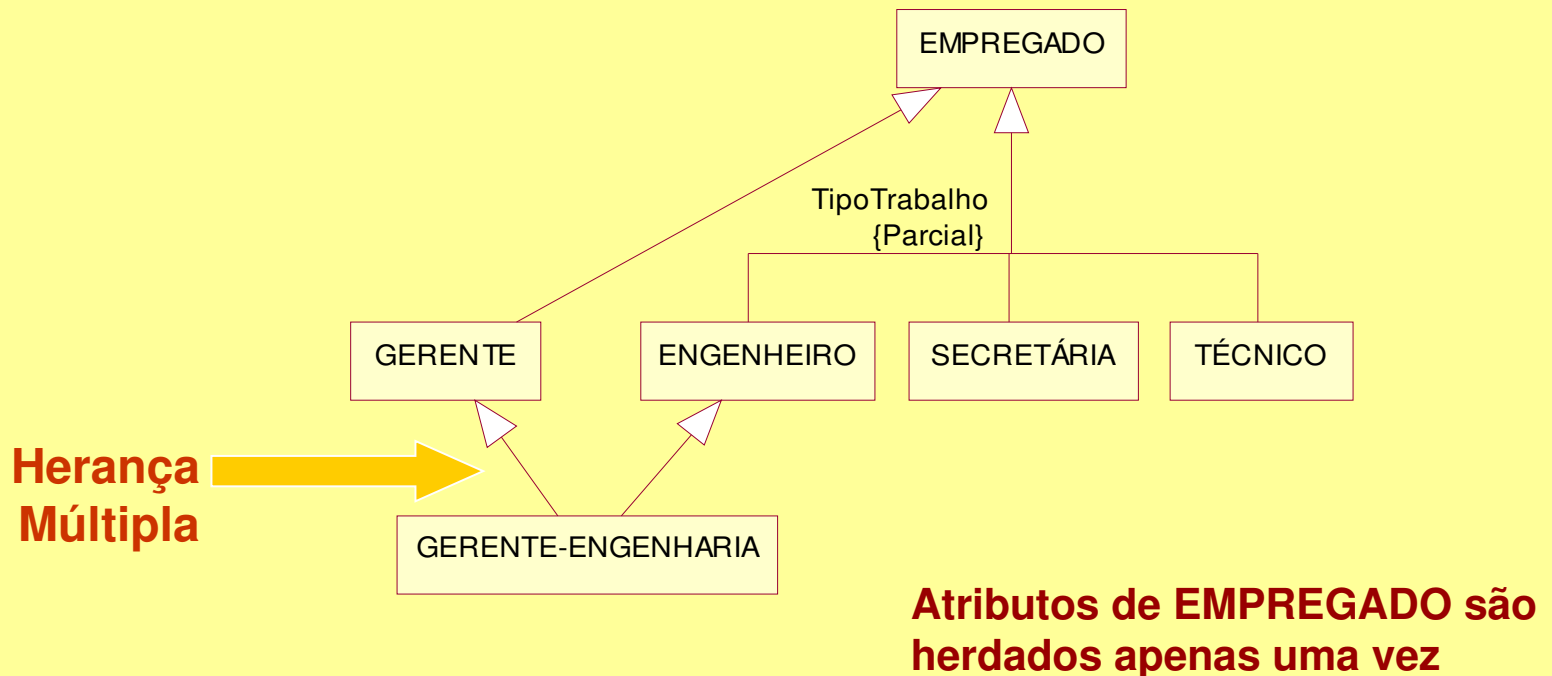 EMPREGADO
TipoTrabalho
{Parcial}
GERENTE
ENGENHEIRO
SECRETÁRIA
TÉCNICO
Herança
Múltipla
GERENTE-ENGENHARIA
Atributos de EMPREGADO são
herdados apenas uma vez